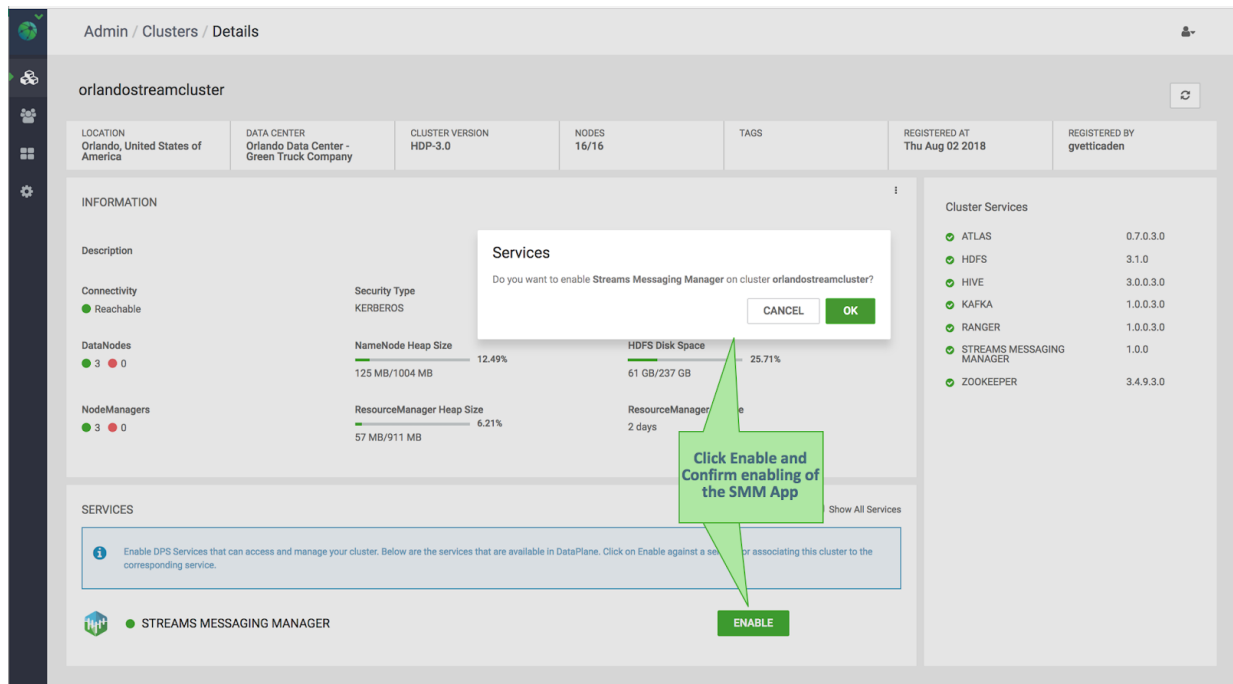 Admin / Clusters / Details
orlandostreamcluster
LOCATION
Orlando, United States of
America
DATA CENTER
Orlando Data Center -
Green Truck Company
CLUSTER VERSION
HDP-3.0
NODES
16/16
TAGS
REGISTERED AT
Thu Aug 02 2018
REGISTERED BY
gvetticaden
INFORMATION
Description
Connectivity
Reachable
Security Type
KERBEROS
DataNodes
3 0
NameNode Heap Size
12.49%
125 MB/1004 MB
HDFS Disk Space
25.71%
61 GB/237 GB
NodeManagers
3 0
ResourceManager Heap Size
6.21%
57 MB/911 MB
ResourceManager
2 days
Services
Do you want to enable Streams Messaging Manager on cluster orlandostreamcluster?
CANCEL
OK
Click Enable and
Confirm enabling of
the SMM App
Cluster Services
ATLAS 0.7.0.3.0
HDFS 3.1.0
HIVE 3.0.0.3.0
KAFKA 1.0.0.3.0
RANGER 1.0.0.3.0
STREAMS MESSAGING 1.0.0
MANAGER
ZOOKEEPER 3.4.9.3.0
SERVICES
Show All Services
Enable DPS Services that can access and manage your cluster. Below are the services that are available in DataPlane. Click on Enable against a associating this cluster to the
corresponding service.
STREAMS MESSAGING MANAGER
ENABLE